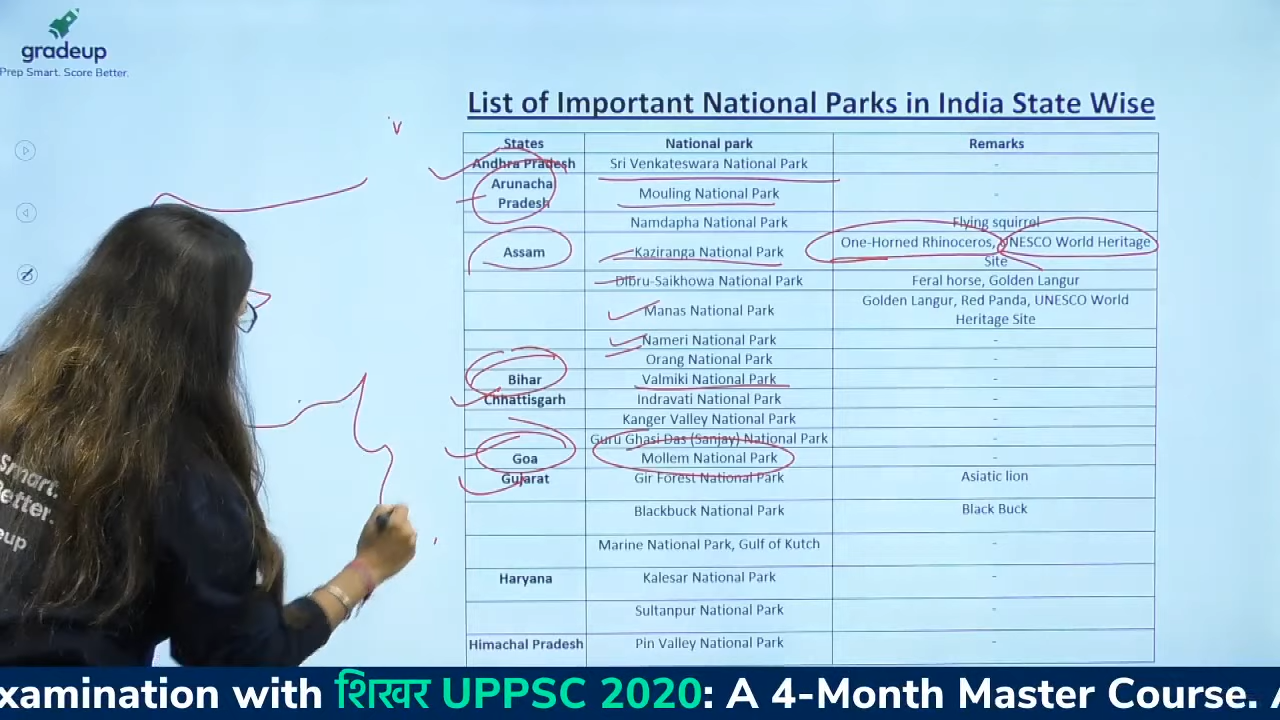 gradeup
Prep Smart. Score Better.
List of Important National Parks in India State Wise
States National park Remarks
Andhra Pradesh Sri Venkateswara National Park -
Arunachal Pradesh Mouling National Park -
Namdapha National Park Flying squirrel
Assam Kaziranga National Park One-Horned Rhinoceros, UNESCO World Heritage Site
Dibru-Saikhowa National Park Feral horse, Golden Langur
Manas National Park Golden Langur, Red Panda, UNESCO World Heritage Site
Nameri National Park -
Orang National Park -
Bihar Valmiki National Park -
Chhattisgarh Indravati National Park -
Kanger Valley National Park -
Guru Ghasi Das (Sanjay) National Park -
Goa Mollem National Park -
Gujarat Gir Forest National Park Asiatic lion
Blackbuck National Park Black Buck
Marine National Park, Gulf of Kutch -
Haryana Kalesar National Park -
Sultanpur National Park -
Himachal Pradesh Pin Valley National Park -
v
Smart.
Better.
eup
xamination with शिखर UPPSC 2020: A 4-Month Master Course.